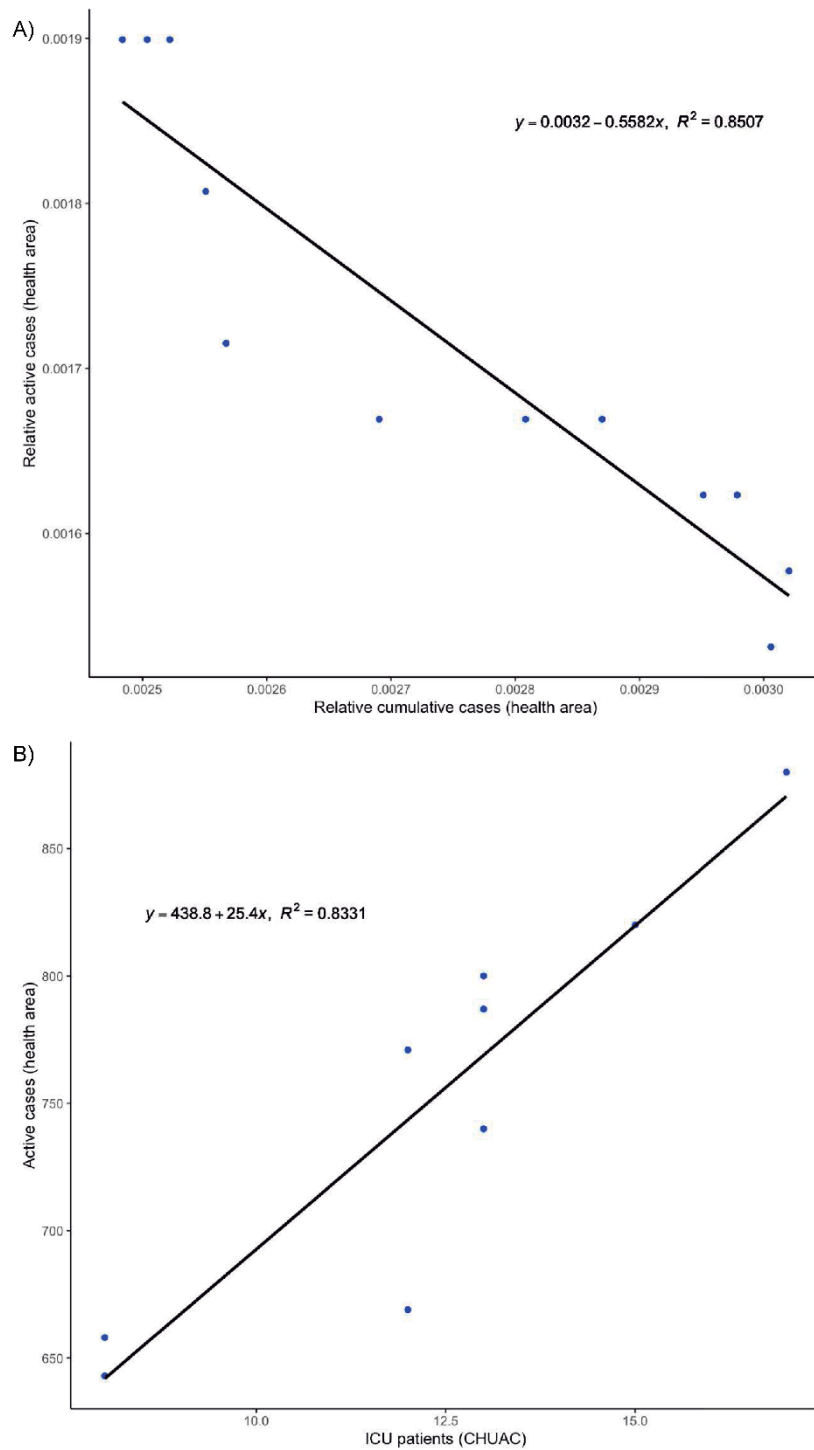 A)
0.0019
0.0018
0.0017
0.0016
Relative active cases (health area)
y = 0.0032 − 0.5582x, R² = 0.8507
0.0025 0.0026 0.0027 0.0028 0.0029 0.0030
Relative cumulative cases (health area)
B)
850
800
750
700
650
Active cases (health area)
y = 438.8 + 25.4x, R² = 0.8331
10.0 12.5 15.0
ICU patients (CHUAC)